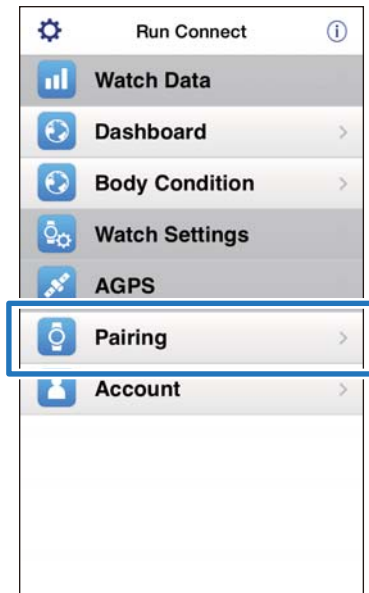 Run Connect
Watch Data
Dashboard
Body Condition
Watch Settings
AGPS
Pairing
Account